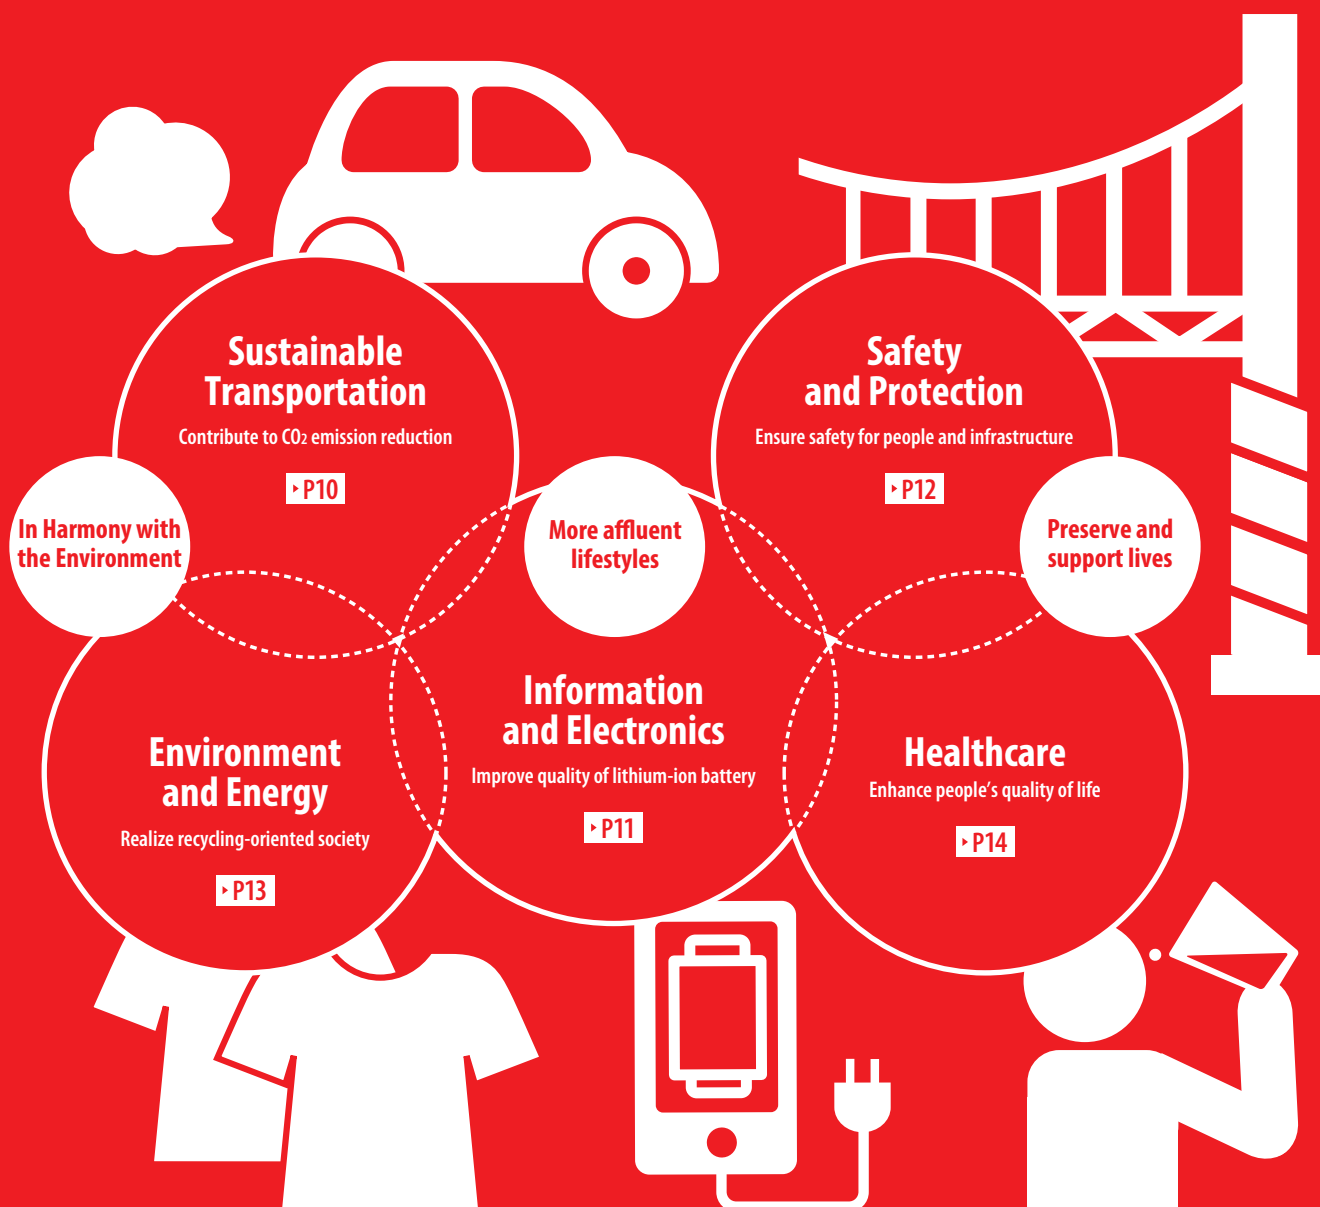 Sustainable
Transportation
Contribute to CO2 emission reduction
▸P10
Safety
and Protection
Ensure safety for people and infrastructure
▸P12
In Harmony with
the Environment
More affluent
lifestyles
Preserve and
support lives
Environment
and Energy
Realize recycling-oriented society
▸P13
Information
and Electronics
Improve quality of lithium-ion battery
▸P11
Healthcare
Enhance people's quality of life
▸P14